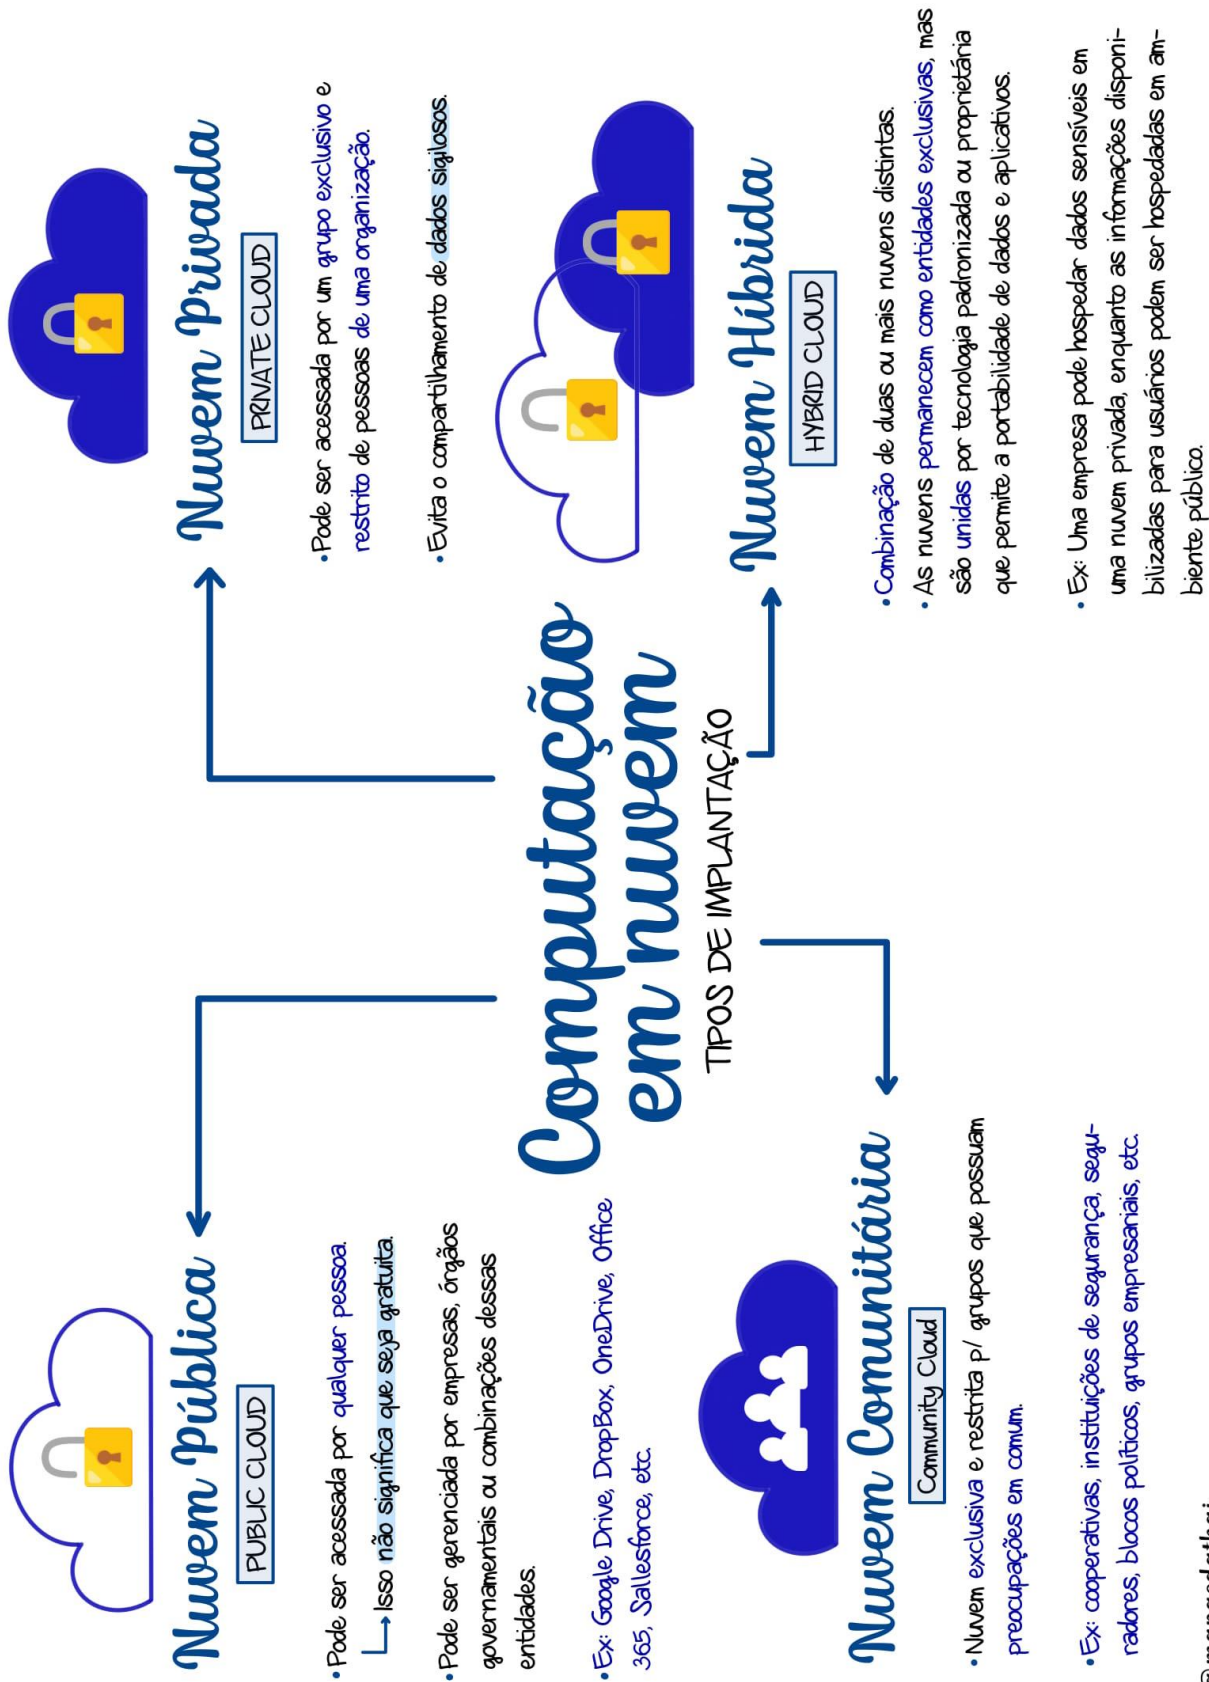 Nuvem Pública
PUBLIC CLOUD
• Pode ser acessada por qualquer pessoa.
Isso não significa que seja gratuita.
• Pode ser gerenciada por empresas, órgãos
governamentais ou combinações dessas
entidades.
• Ex: Google Drive, DropBox, OneDrive, Office
365, Sallesforce, etc.
Nuvem Privada
PRIVATE CLOUD
• Pode ser acessada por um grupo exclusivo e
restrito de pessoas de uma organização.
• Evita o compartilhamento de dados sigilosos.
Computação
em nuvem
TIPOS DE IMPLANTAÇÃO
Nuvem Comunitária
Community Cloud
• Nuvem exclusiva e restrita p/ grupos que possuam
preocupações em comum.
• Ex: cooperativas, instituições de segurança, segu-
radores, blocos políticos, grupos empresariais, etc.
Nuvem Híbrida
HYBRID CLOUD
• Combinação de duas ou mais nuvens distintas.
• As nuvens permanecem como entidades exclusivas, mas
são unidas por tecnologia padronizada ou proprietária
que permite a portabilidade de dados e aplicativos.
• Ex: Uma empresa pode hospedar dados sensíveis em
uma nuvem privada, enquanto as informações disponi-
bilizadas para usuários podem ser hospedadas em am-
biente público.